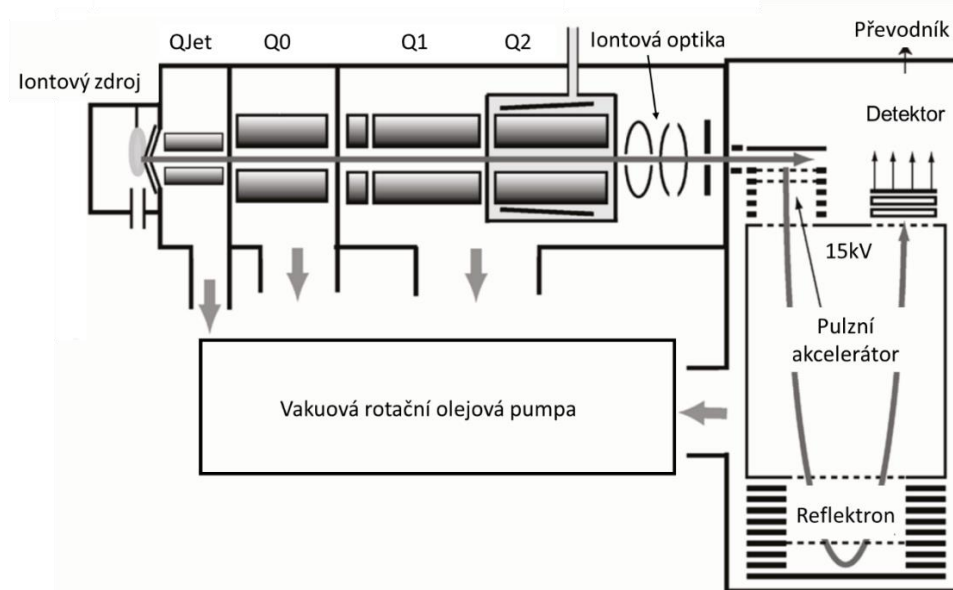 Převodník
QJet
Q0
Q1
Q2
Iontová optika
Iontový zdroj
Detektor
15kV
Pulzní
akcelerátor
Vakuová rotační olejová pumpa
Reflektron